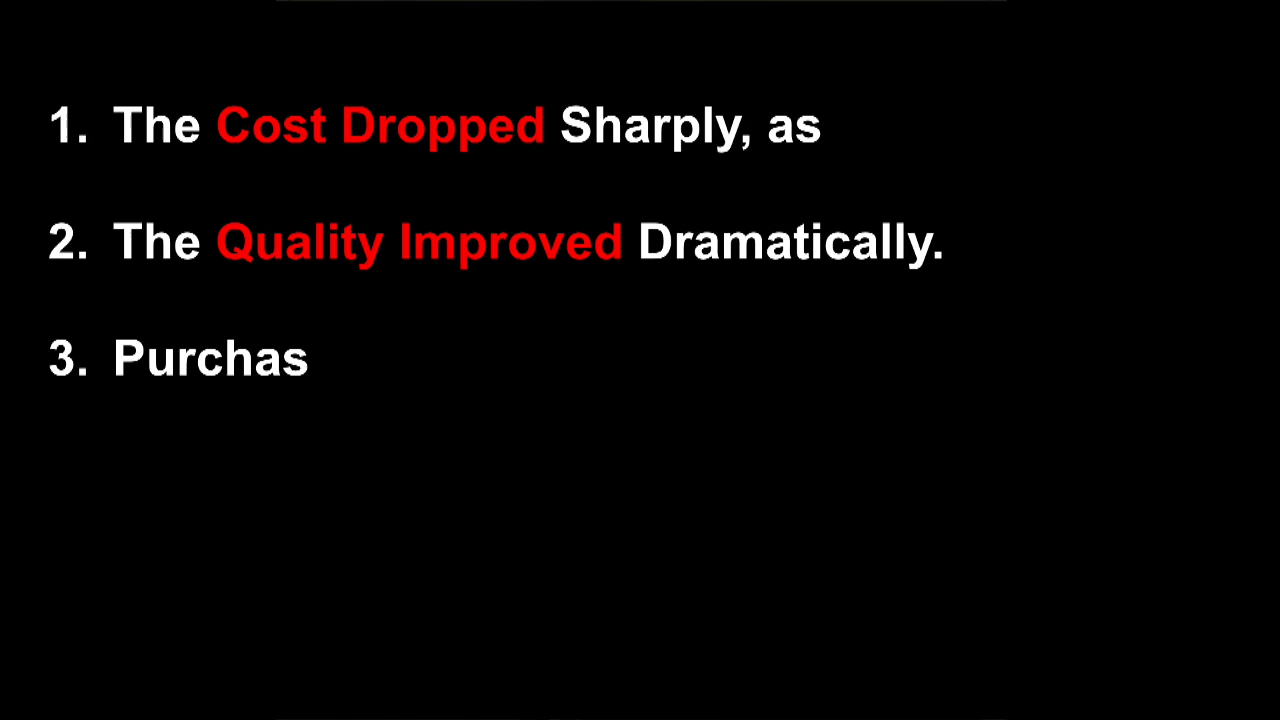 1. The Cost Dropped Sharply, as
2. The Quality Improved Dramatically.
3. Purchas